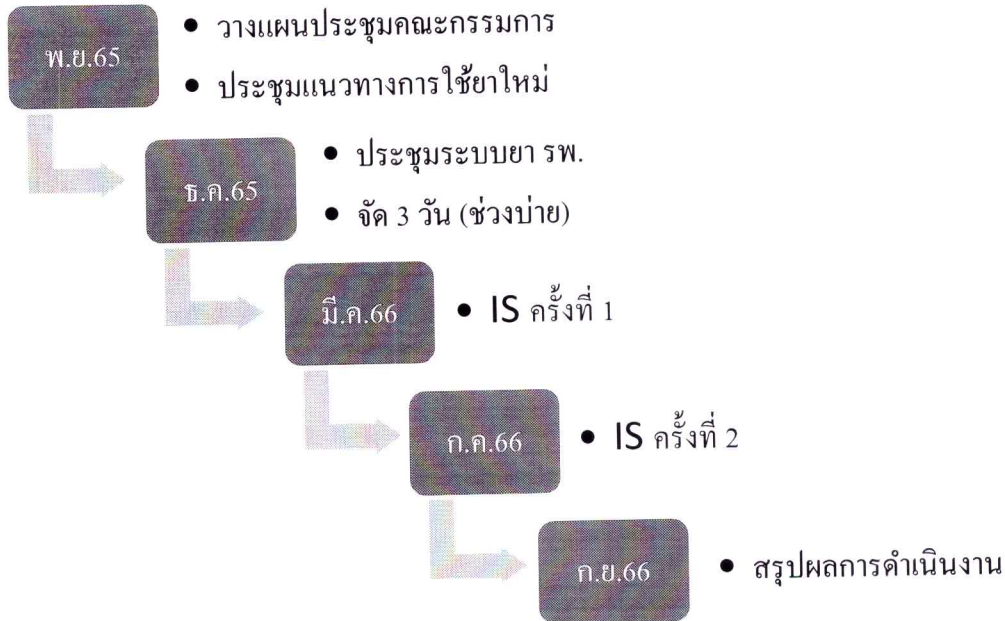 พ.ย.65
• วางแผนประชุมคณะกรรมการ
• ประชุมแนวทางการใช้ยาใหม่
ธ.ค.65
• ประชุมระบบยา รพ.
• จัด 3 วัน (ช่วงบ่าย)
มี.ค.66
• IS ครั้งที่ 1
ก.ค.66
• IS ครั้งที่ 2
ก.ย.66
• สรุปผลการดำเนินงาน